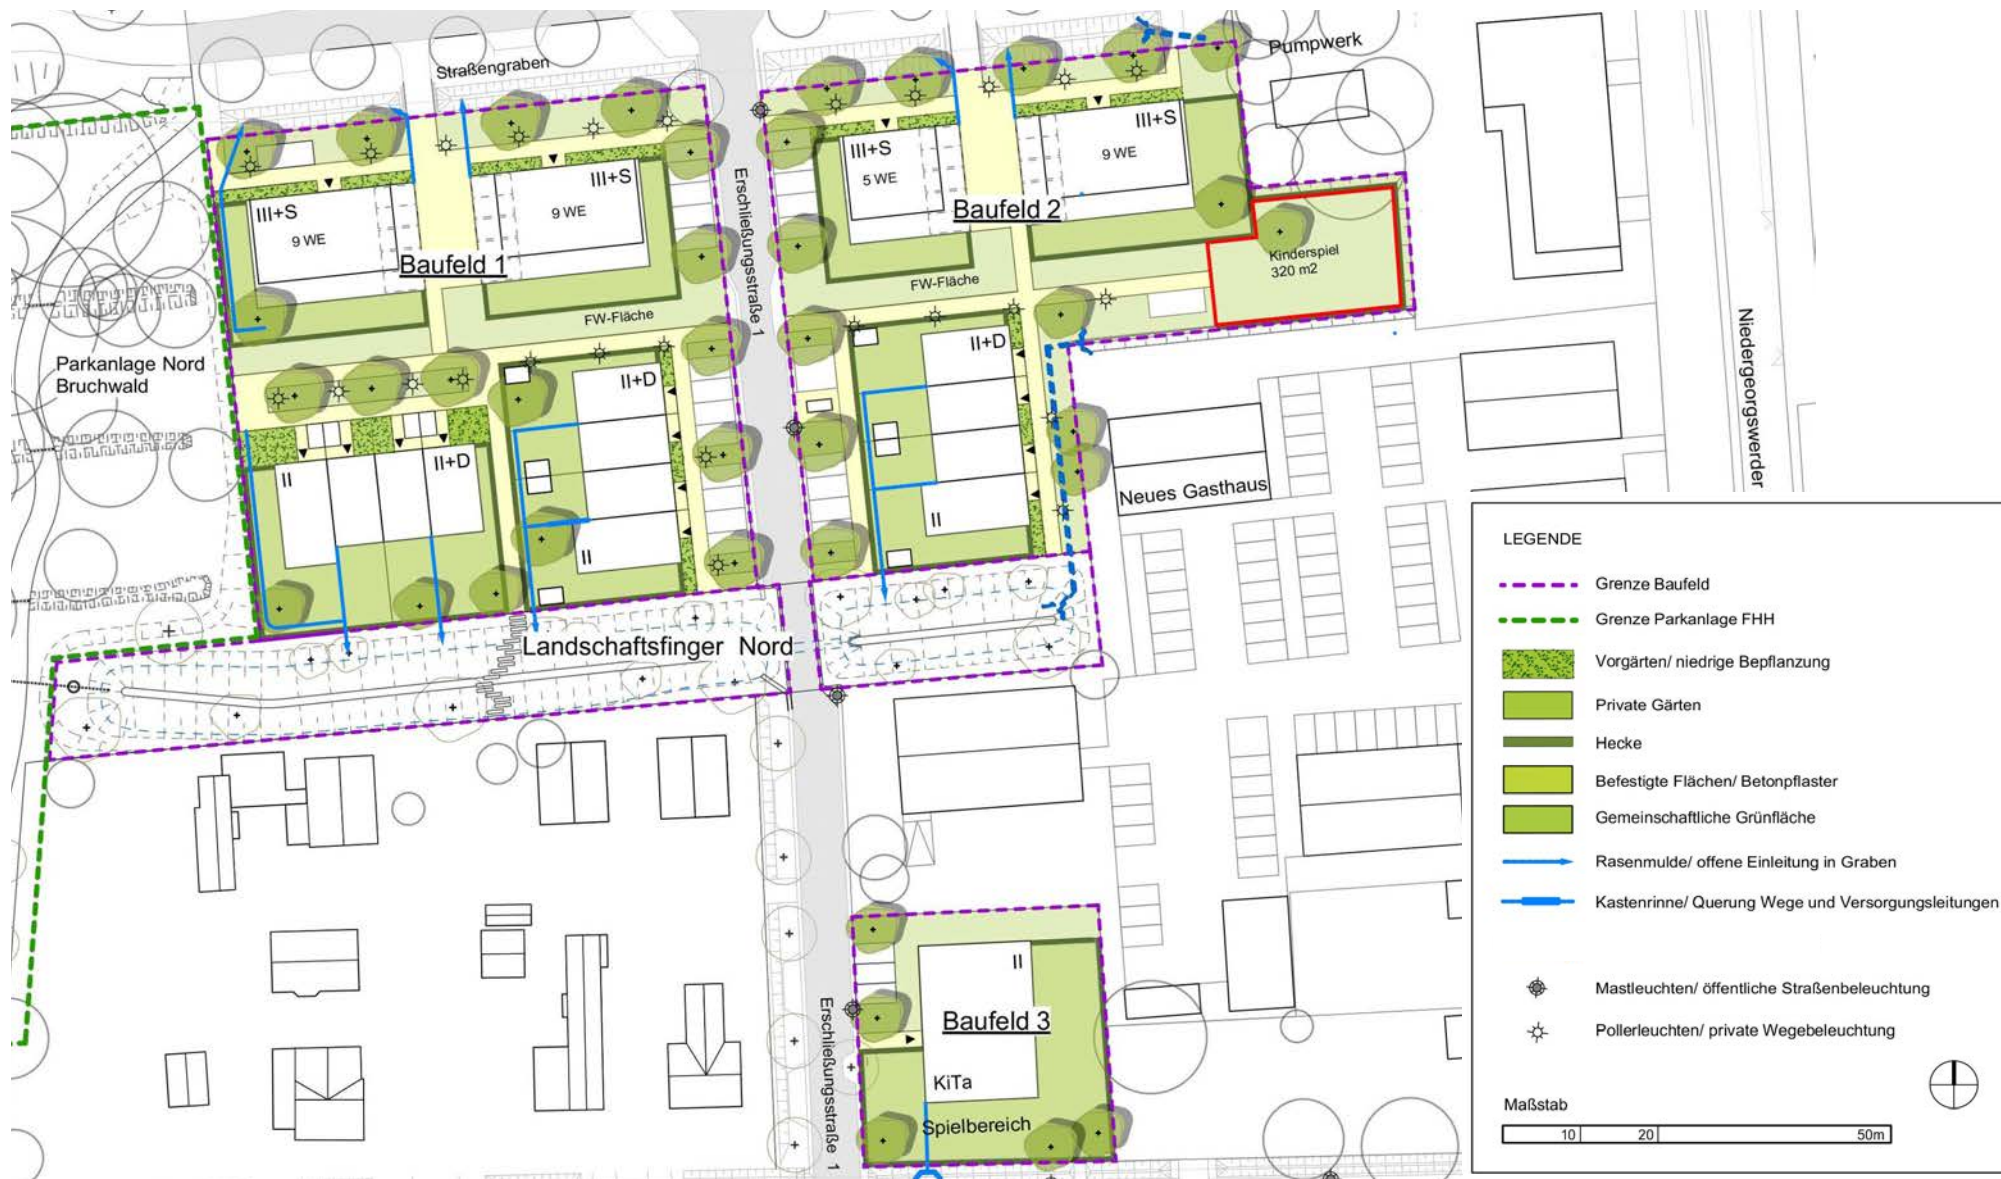 Straßengraben
Pumpwerk
III+S
9 WE
III+S
9 WE
Baufeld 1
Erschließungsstraße 1
III+S
5 WE
III+S
9 WE
Baufeld 2
Kinderspiel
320 m2
FW-Fläche
FW-Fläche
Parkanlage Nord
Bruchwald
II
II+D
II+D
II
II+D
II
Neues Gasthaus
Niedergeorgswerder
Landschaftsfinger Nord
Erschließungsstraße 1
II
Baufeld 3
KiTa
Spielbereich
LEGENDE
Grenze Baufeld
Grenze Parkanlage FHH
Vorgärten/ niedrige Bepflanzung
Private Gärten
Hecke
Befestigte Flächen/ Betonpflaster
Gemeinschaftliche Grünfläche
Rasenmulde/ offene Einleitung in Graben
Kastenrinne/ Querung Wege und Versorgungsleitungen
Mastleuchten/ öffentliche Straßenbeleuchtung
Pollerleuchten/ private Wegebeleuchtung
Maßstab
10 20 50m